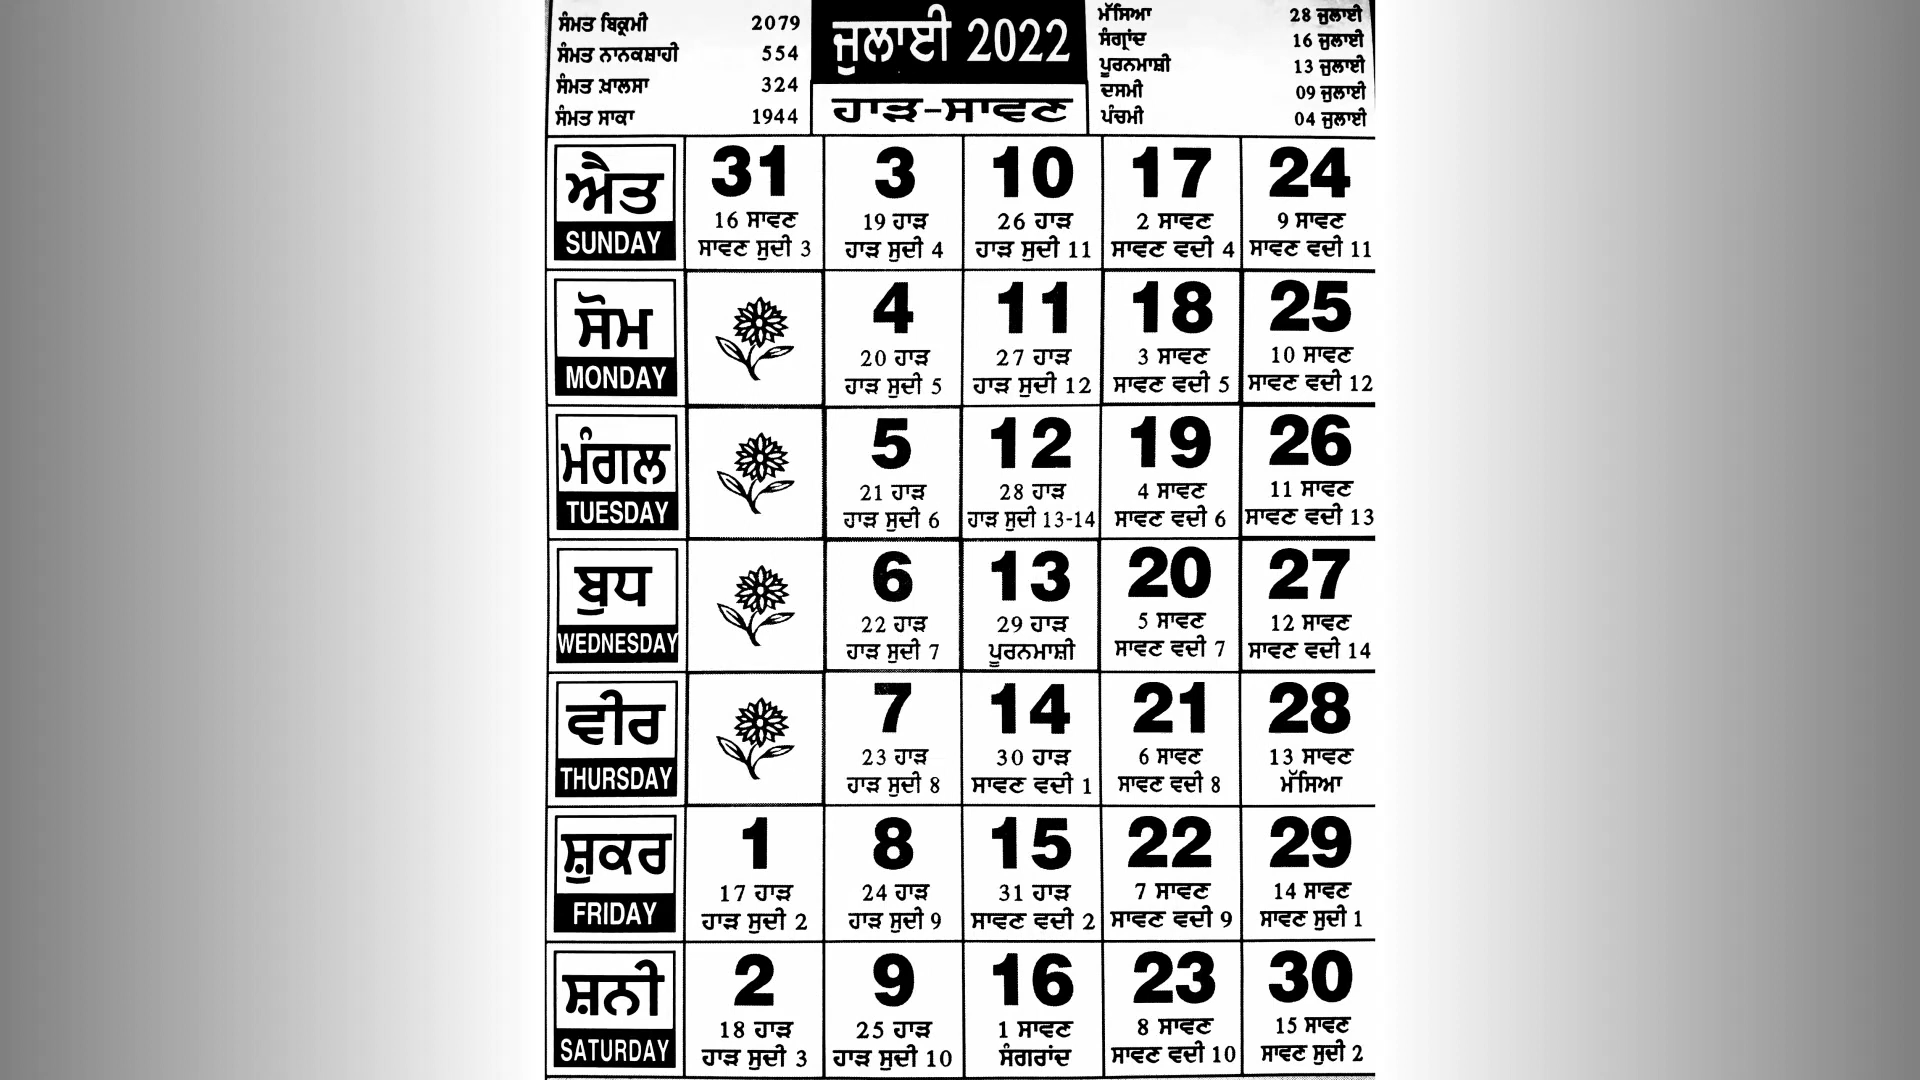 ਸੰਮਤ ਬਿਕ੍ਰਮੀ 2079
ਸੰਮਤ ਨਾਨਕਸ਼ਾਹੀ 554
ਸੰਮਤ ਖ਼ਾਲਸਾ 324
ਸੰਮਤ ਸਾਕਾ 1944
ਜੁਲਾਈ 2022
ਹਾੜ-ਸਾਵਣ
ਮੱਸਿਆ 28 ਜੁਲਾਈ
ਸੰਗ੍ਰਾਂਦ 16 ਜੁਲਾਈ
ਪੂਰਨਮਾਸ਼ੀ 13 ਜੁਲਾਈ
ਦਸਮੀ 09 ਜੁਲਾਈ
ਪੰਚਮੀ 04 ਜੁਲਾਈ
ਐਤ 31 3 10 17 24
16 ਸਾਵਣ 19 ਹਾੜ 26 ਹਾੜ 2 ਸਾਵਣ 9 ਸਾਵਣ
SUNDAY ਸਾਵਣ ਸੁਦੀ 3 ਹਾੜ ਸੁਦੀ 4 ਹਾੜ ਸੁਦੀ 11 ਸਾਵਣ ਵਦੀ 4 ਸਾਵਣ ਵਦੀ 11
ਸੋਮ 4 11 18 25
20 ਹਾੜ 27 ਹਾੜ 3 ਸਾਵਣ 10 ਸਾਵਣ
MONDAY ਹਾੜ ਸੁਦੀ 5 ਹਾੜ ਸੁਦੀ 12 ਸਾਵਣ ਵਦੀ 5 ਸਾਵਣ ਵਦੀ 12
ਮੰਗਲ 5 12 19 26
21 ਹਾੜ 28 ਹਾੜ 4 ਸਾਵਣ 11 ਸਾਵਣ
TUESDAY ਹਾੜ ਸੁਦੀ 6 ਹਾੜ ਸੁਦੀ 13-14 ਸਾਵਣ ਵਦੀ 6 ਸਾਵਣ ਵਦੀ 13
ਬੁਧ 6 13 20 27
22 ਹਾੜ 29 ਹਾੜ 5 ਸਾਵਣ 12 ਸਾਵਣ
WEDNESDAY ਹਾੜ ਸੁਦੀ 7 ਪੂਰਨਮਾਸ਼ੀ ਸਾਵਣ ਵਦੀ 7 ਸਾਵਣ ਵਦੀ 14
ਵੀਰ 7 14 21 28
23 ਹਾੜ 30 ਹਾੜ 6 ਸਾਵਣ 13 ਸਾਵਣ
THURSDAY ਹਾੜ ਸੁਦੀ 8 ਸਾਵਣ ਵਦੀ 1 ਸਾਵਣ ਵਦੀ 8 ਮੱਸਿਆ
ਸ਼ੁਕਰ 1 8 15 22 29
17 ਹਾੜ 24 ਹਾੜ 31 ਹਾੜ 7 ਸਾਵਣ 14 ਸਾਵਣ
FRIDAY ਹਾੜ ਸੁਦੀ 2 ਹਾੜ ਸੁਦੀ 9 ਸਾਵਣ ਵਦੀ 2 ਸਾਵਣ ਵਦੀ 9 ਸਾਵਣ ਸੁਦੀ 1
ਸ਼ਨੀ 2 9 16 23 30
18 ਹਾੜ 25 ਹਾੜ 1 ਸਾਵਣ 8 ਸਾਵਣ 15 ਸਾਵਣ
SATURDAY ਹਾੜ ਸੁਦੀ 3 ਹਾੜ ਸੁਦੀ 10 ਸੰਗਰਾਂਦ ਸਾਵਣ ਵਦੀ 10 ਸਾਵਣ ਸੁਦੀ 2